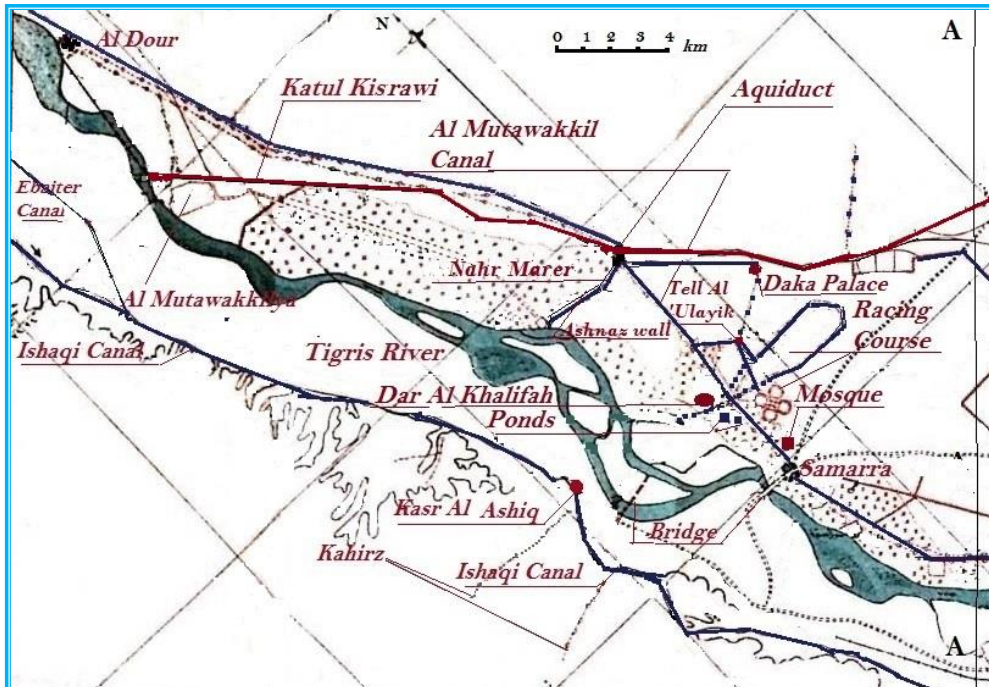 A
N
0 1 2 3 4 km
Al Dour
Katul Kisrawi
Aquiduct
Al Mutawakkil
Canal
Ebaiter
Canal
Nahr Marer
Daka Palace
Al Mutawakkiliya
Tell Al
'Ulayik
Racing
Course
Ashnaz wall
Ishaqi Canal
Tigris River
Dar Al Khalifah
Ponds
Mosque
Samarra
A
Kasr Al Ashiq
Bridge
Kahirz
Ishaqi Canal
A